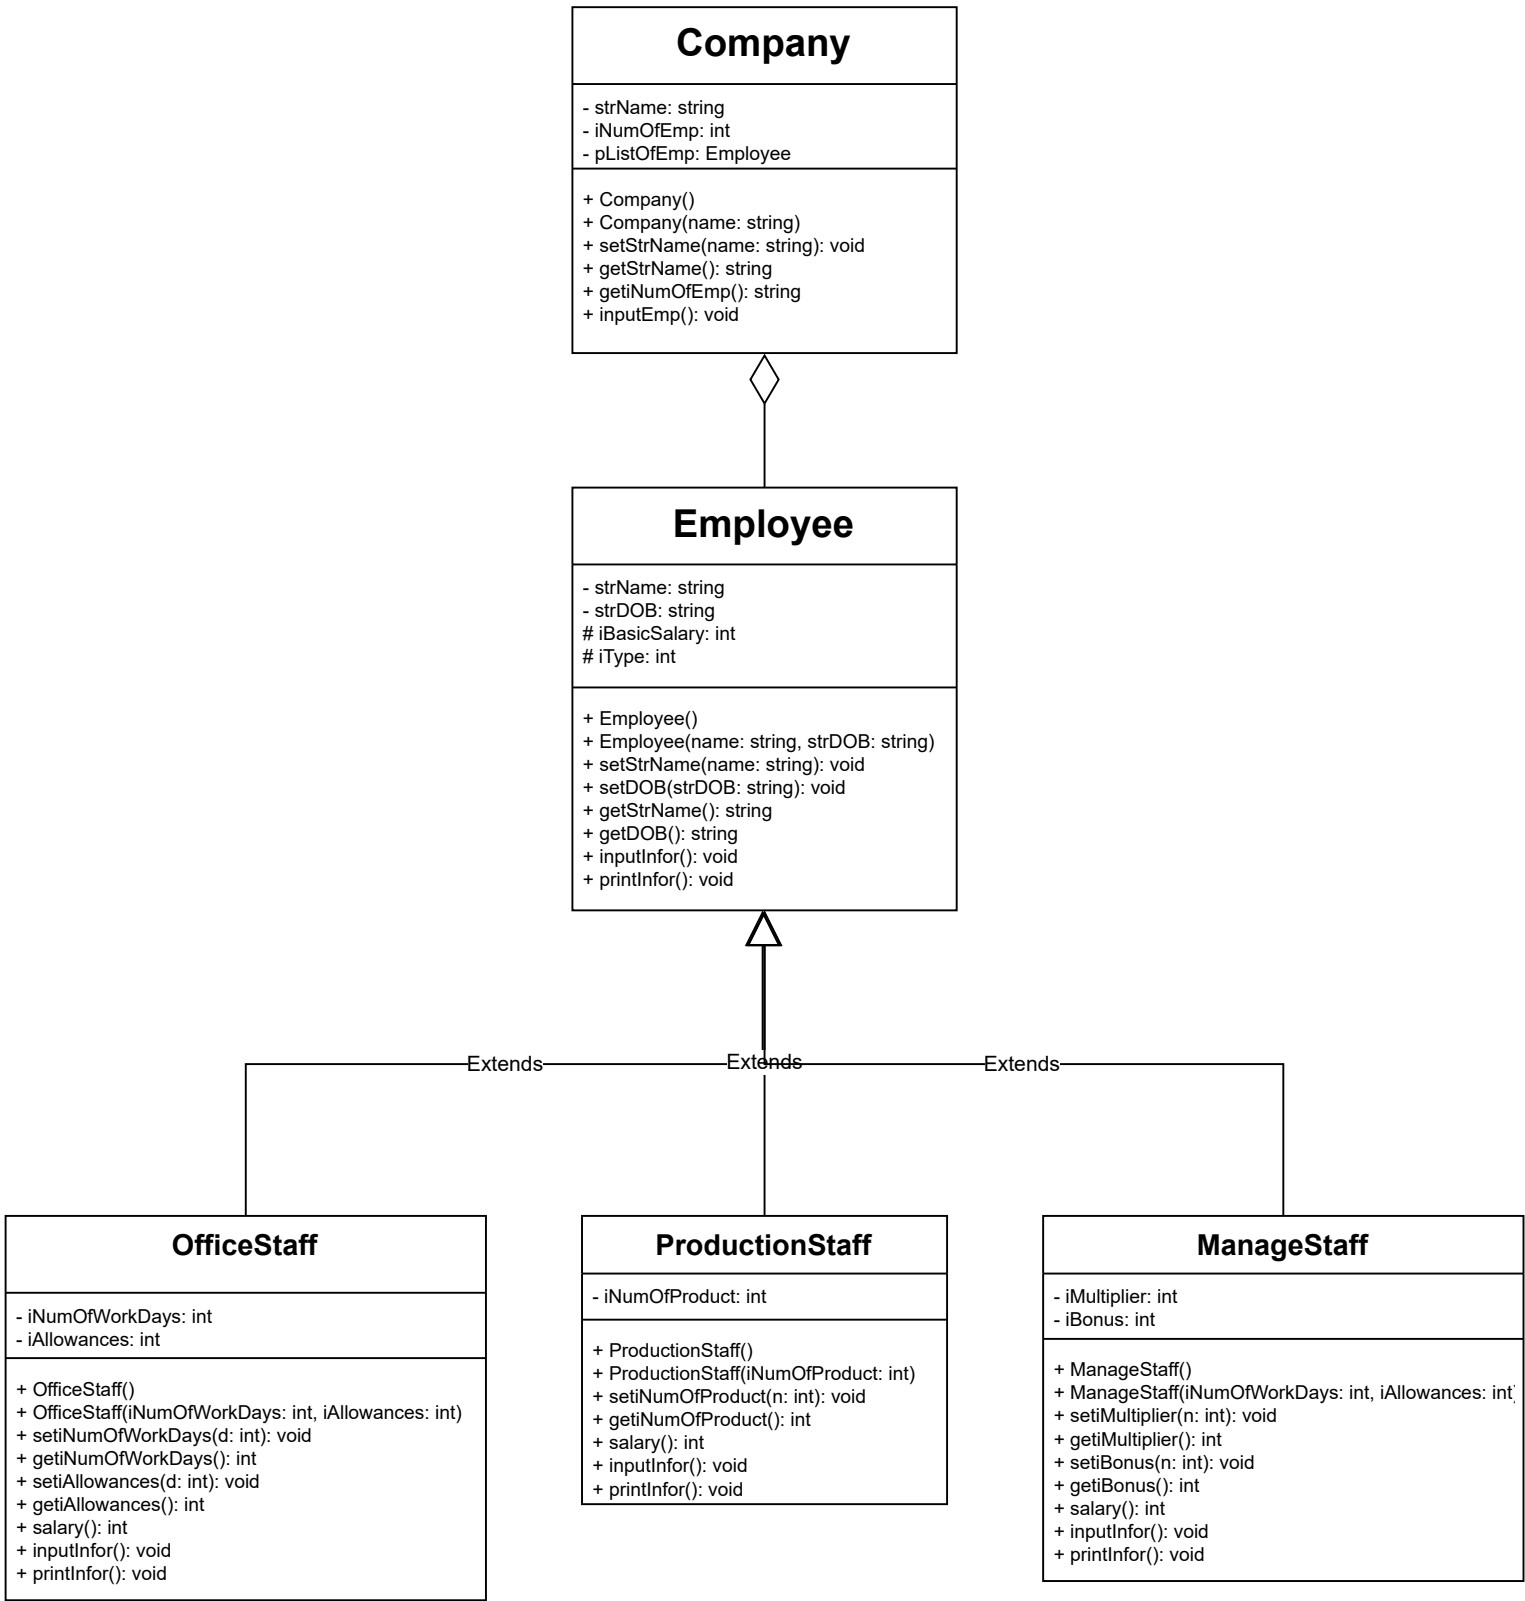 Company
- strName: string
- iNumOfEmp: int
- pListOfEmp: Employee
+ Company()
+ Company(name: string)
+ setStrName(name: string): void
+ getStrName(): string
+ getiNumOfEmp(): string
+ inputEmp(): void
Employee
- strName: string
- strDOB: string
# iBasicSalary: int
# iType: int
+ Employee()
+ Employee(name: string, strDOB: string)
+ setStrName(name: string): void
+ setDOB(strDOB: string): void
+ getStrName(): string
+ getDOB(): string
+ inputInfor(): void
+ printInfor(): void
Extends
Extends
Extends
OfficeStaff
- iNumOfWorkDays: int
- iAllowances: int
+ OfficeStaff()
+ OfficeStaff(iNumOfWorkDays: int, iAllowances: int)
+ setiNumOfWorkDays(d: int): void
+ getiNumOfWorkDays(): int
+ setiAllowances(d: int): void
+ getiAllowances(): int
+ salary(): int
+ inputInfor(): void
+ printInfor(): void
ProductionStaff
- iNumOfProduct: int
+ ProductionStaff()
+ ProductionStaff(iNumOfProduct: int)
+ setiNumOfProduct(n: int): void
+ getiNumOfProduct(): int
+ salary(): int
+ inputInfor(): void
+ printInfor(): void
ManageStaff
- iMultiplier: int
- iBonus: int
+ ManageStaff()
+ ManageStaff(iNumOfWorkDays: int, iAllowances: int)
+ setiMultiplier(n: int): void
+ getiMultiplier(): int
+ setiBonus(n: int): void
+ getiBonus(): int
+ salary(): int
+ inputInfor(): void
+ printInfor(): void